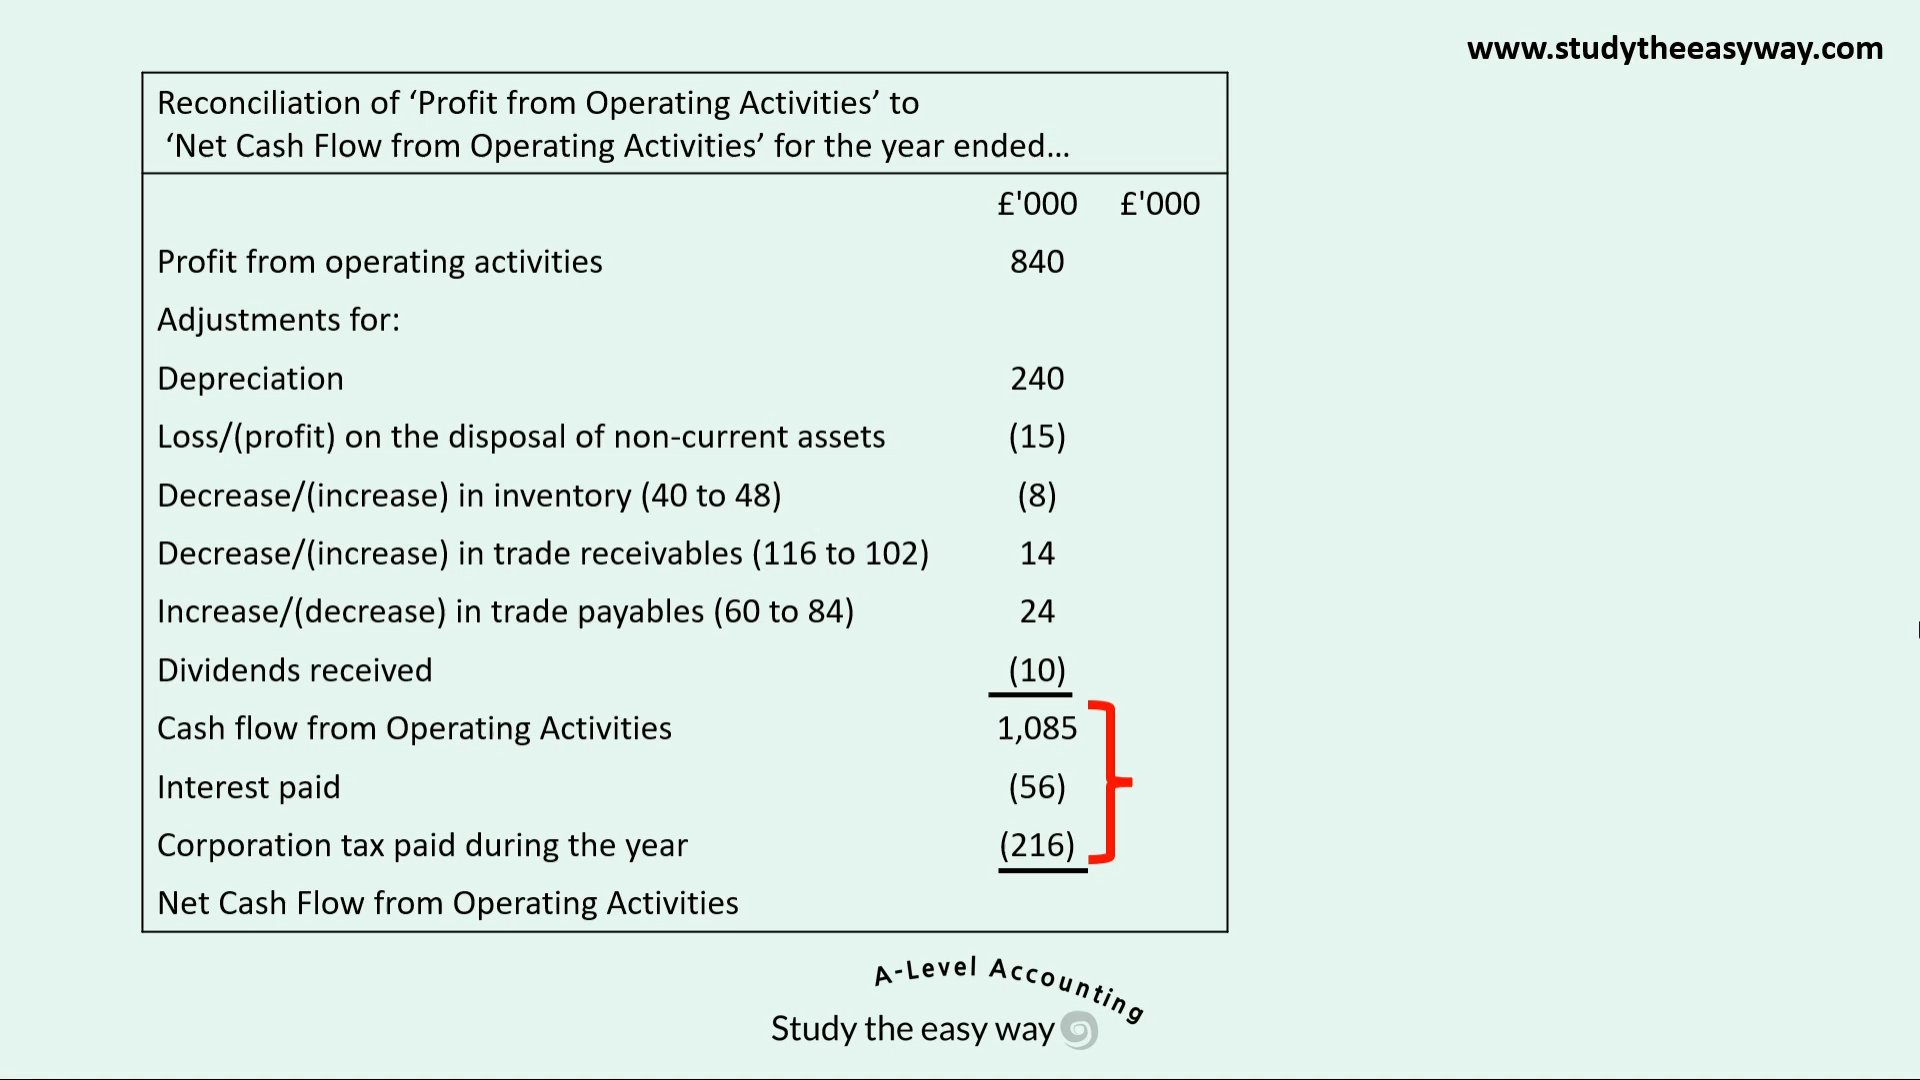 www.studytheeasyway.com
Reconciliation of ‘Profit from Operating Activities’ to
‘Net Cash Flow from Operating Activities’ for the year ended…
£'000 £'000
Profit from operating activities 840
Adjustments for:
Depreciation 240
Loss/(profit) on the disposal of non-current assets (15)
Decrease/(increase) in inventory (40 to 48) (8)
Decrease/(increase) in trade receivables (116 to 102) 14
Increase/(decrease) in trade payables (60 to 84) 24
Dividends received (10)
Cash flow from Operating Activities 1,085
Interest paid (56)
Corporation tax paid during the year (216)
Net Cash Flow from Operating Activities
A-Level Accounting
Study the easy way